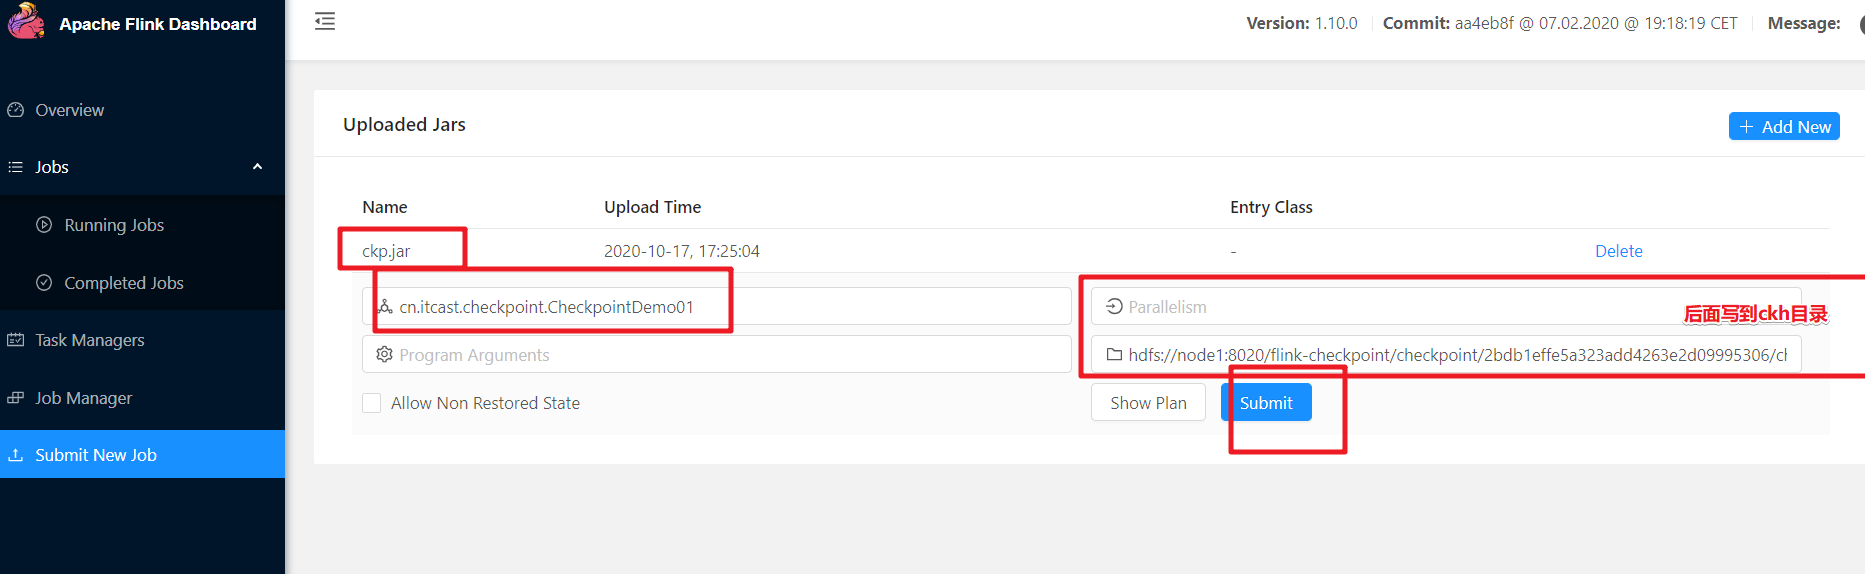 Apache Flink Dashboard
Version: 1.10.0 Commit: aa4eb8f @ 07.02.2020 @ 19:18:19 CET Message:
Overview
Jobs
Running Jobs
Completed Jobs
Task Managers
Job Manager
Submit New Job
Uploaded Jars
Add New
Name Upload Time Entry Class
ckp.jar 2020-10-17, 17:25:04 - Delete
cn.itcast.checkpoint.CheckpointDemo01
Parallelism
后面写到ckh目录
Program Arguments
hdfs://node1:8020/flink-checkpoint/checkpoint/2bdb1effe5a323add4263e2d09995306/cl
Allow Non Restored State
Show Plan
Submit